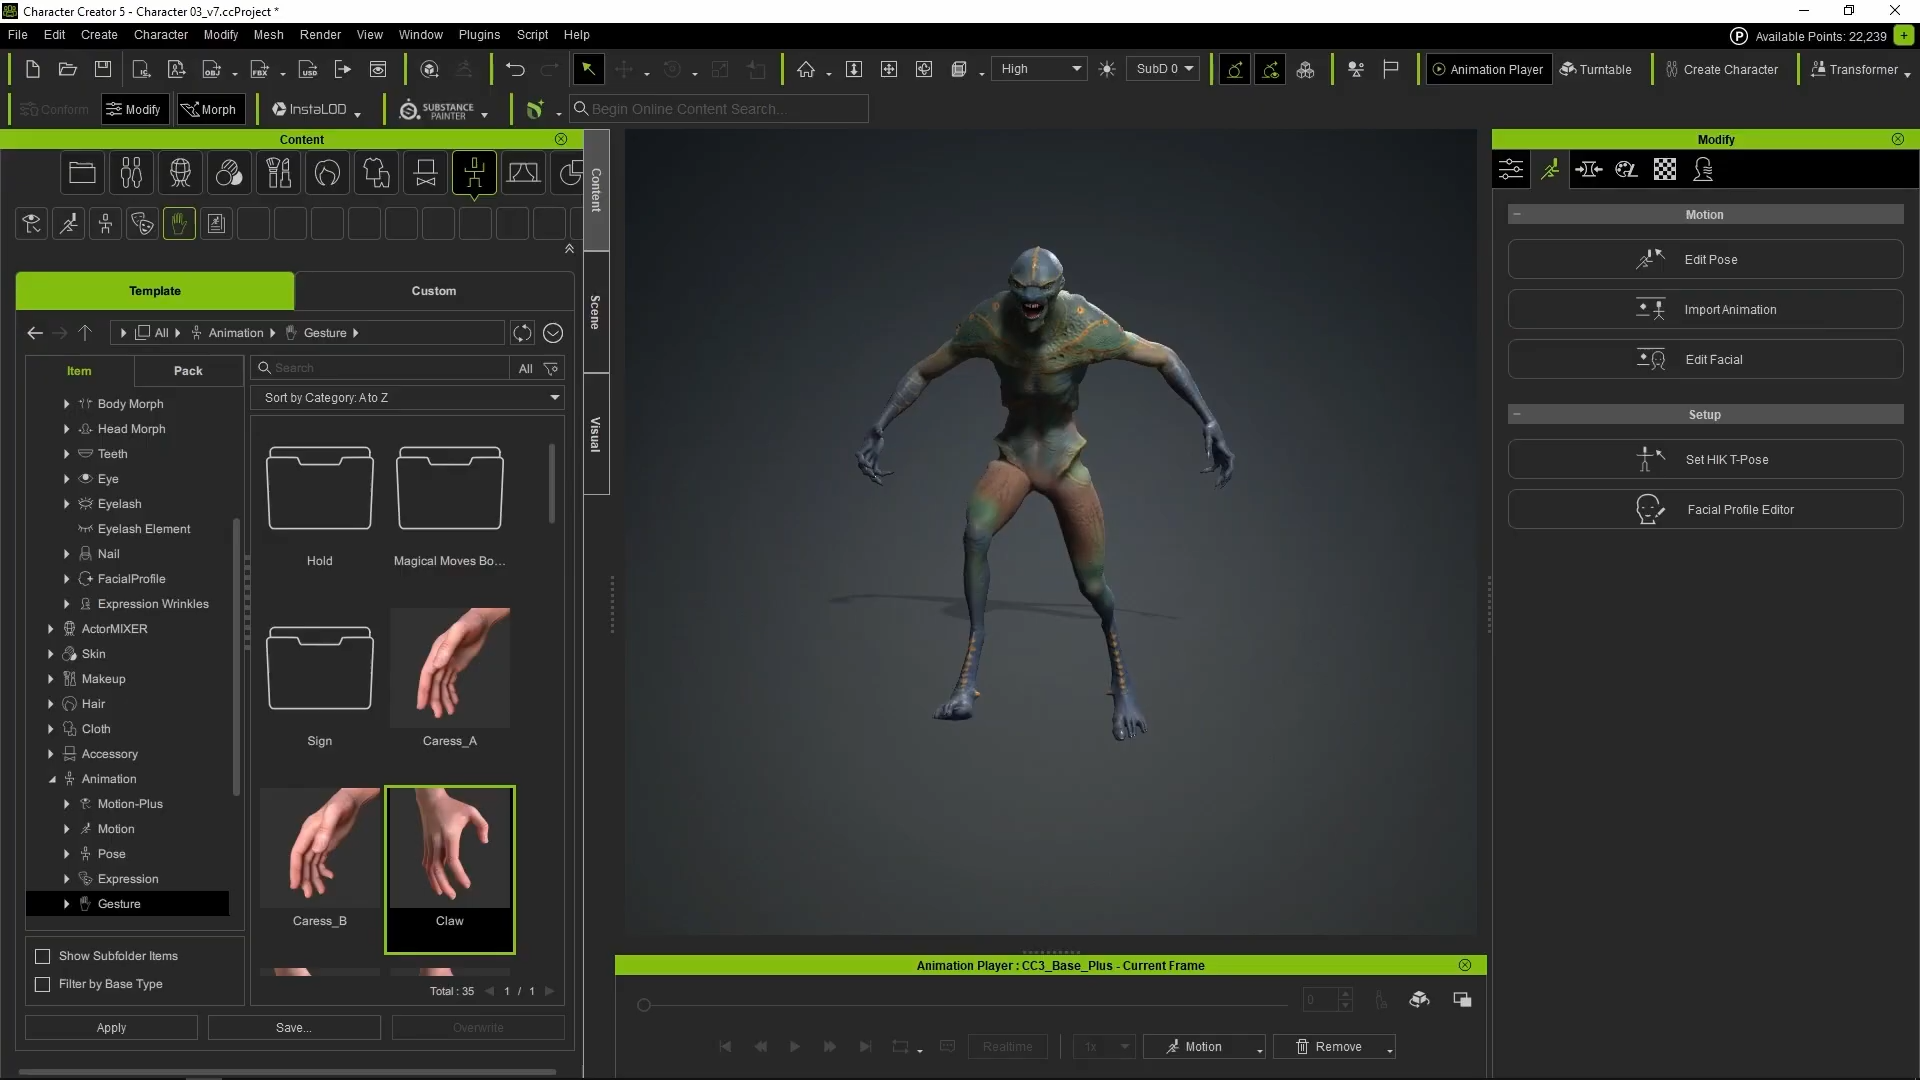 Character Creator 5 - Character 03_v7.ccProject *
File Edit Create Character Modify Mesh Render View Window Plugins Script Help
Available Points: 22,239 +
High SubD 0 Animation Player Turntable Create Character Transformer
Conform Modify Morph InstaLOD SUBSTANCE PAINTER Begin Online Content Search...
Content
Modify
Content
Scene
Visual
Template Custom
All Animation Gesture
Item Pack
Search All
Sort by Category: A to Z
Body Morph
Head Morph
Teeth
Eye
Eyelash
Eyelash Element
Nail
FacialProfile
Expression Wrinkles
ActorMIXER
Skin
Makeup
Hair
Cloth
Accessory
Animation
Motion-Plus
Motion
Pose
Expression
Gesture
Hold Magical Moves Bo...
Sign Caress_A
Caress_B Claw
Show Subfolder Items
Filter by Base Type
Total : 35 1 / 1
Apply Save... Overwrite
Motion
Edit Pose
Import Animation
Edit Facial
Setup
Set HIK T-Pose
Facial Profile Editor
Animation Player : CC3_Base_Plus - Current Frame
0
Realtime 1x Motion Remove